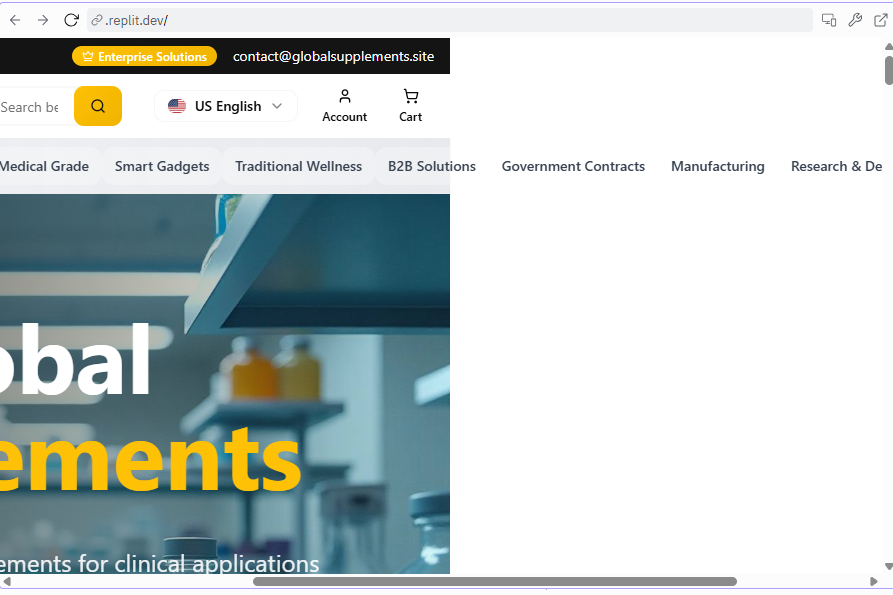 .replit.dev/
Enterprise Solutions contact@globalsupplements.site
Search be US English Account Cart
Medical Grade Smart Gadgets Traditional Wellness B2B Solutions Government Contracts Manufacturing Research & De
obal
ements
ements for clinical applications